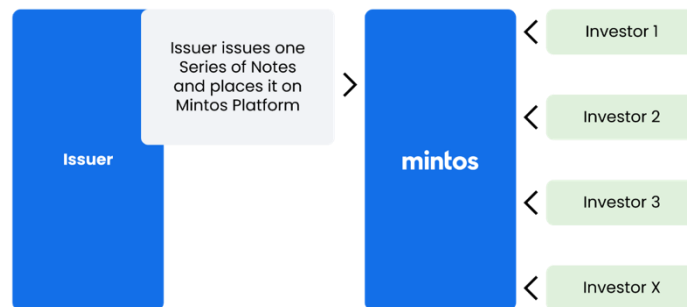 Issuer
Issuer issues one
Series of Notes
and places it on
Mintos Platform
mintos
Investor 1
Investor 2
Investor 3
Investor X